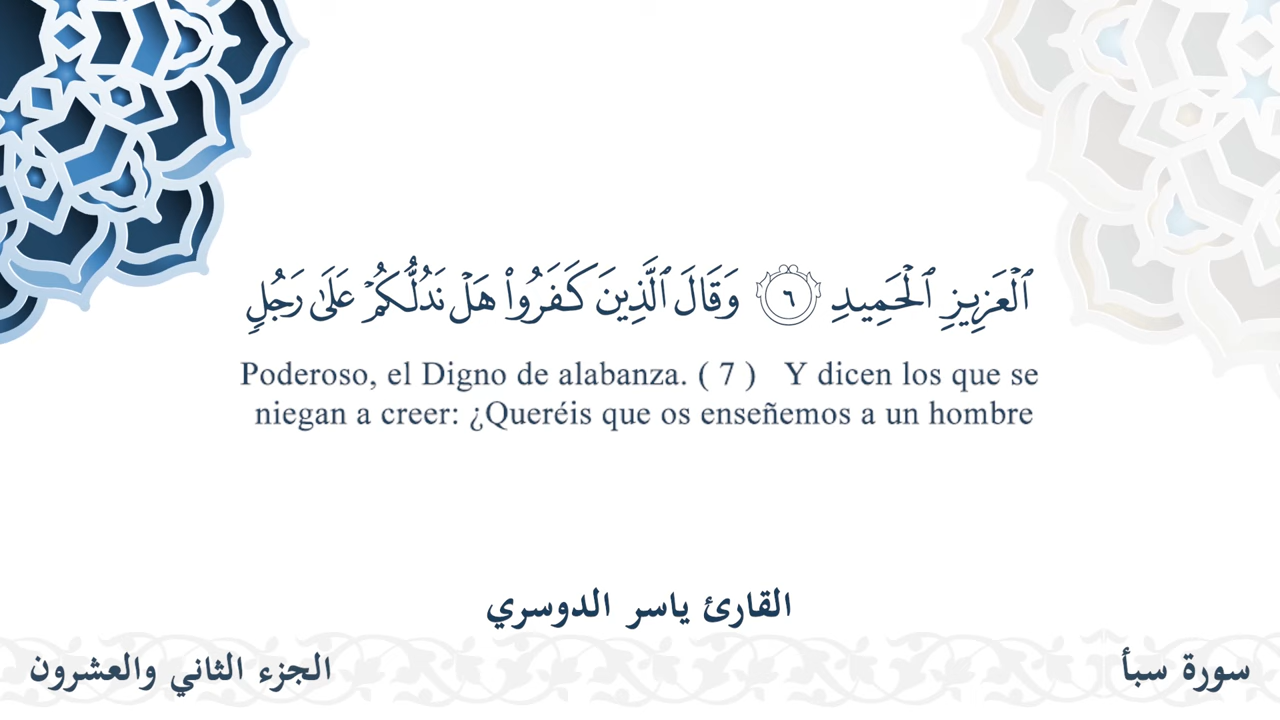 ٱلۡعَزِيزِ ٱلۡحَمِيدِ ٦ وَقَالَ ٱلَّذِينَ كَفَرُواْ هَلۡ نَدُلُّكُمۡ عَلَىٰ رَجُلٖ
Poderoso, el Digno de alabanza. ( 7 ) Y dicen los que se
niegan a creer: ¿Queréis que os enseñemos a un hombre
القارئ ياسر الدوسري
سورة سبأ
الجزء الثاني والعشرون